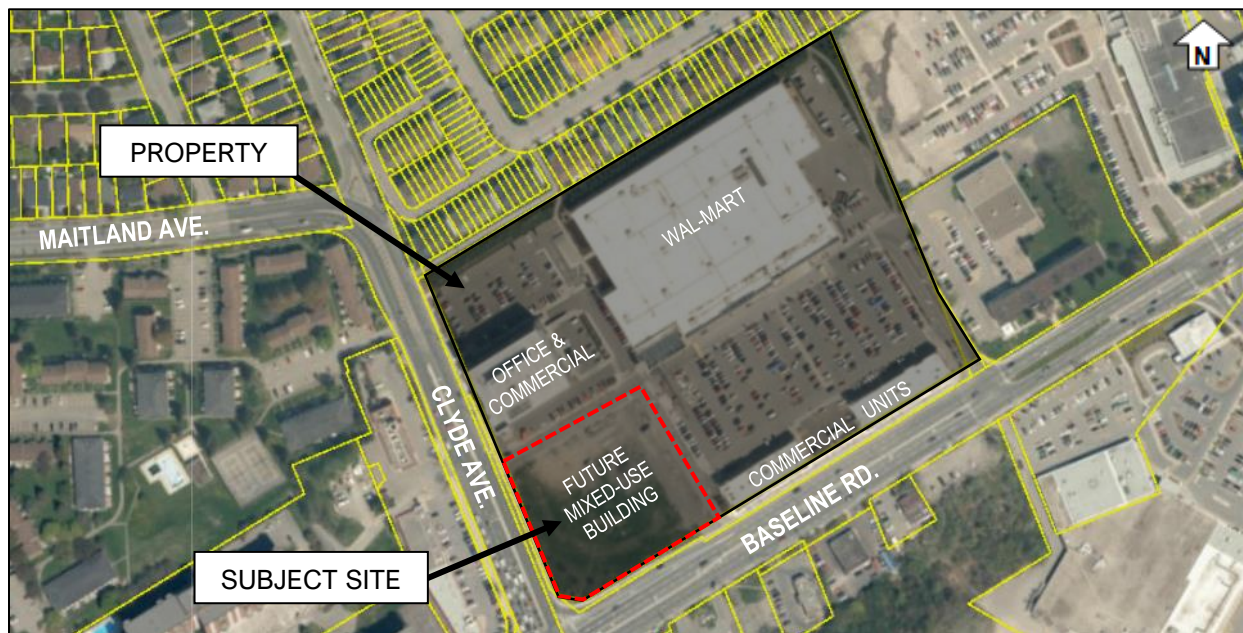 N
PROPERTY
MAITLAND AVE.
WAL-MART
OFFICE &
COMMERCIAL
CLYDE AVE.
FUTURE
MIXED-USE
BUILDING
COMMERCIAL UNITS
BASELINE RD.
SUBJECT SITE